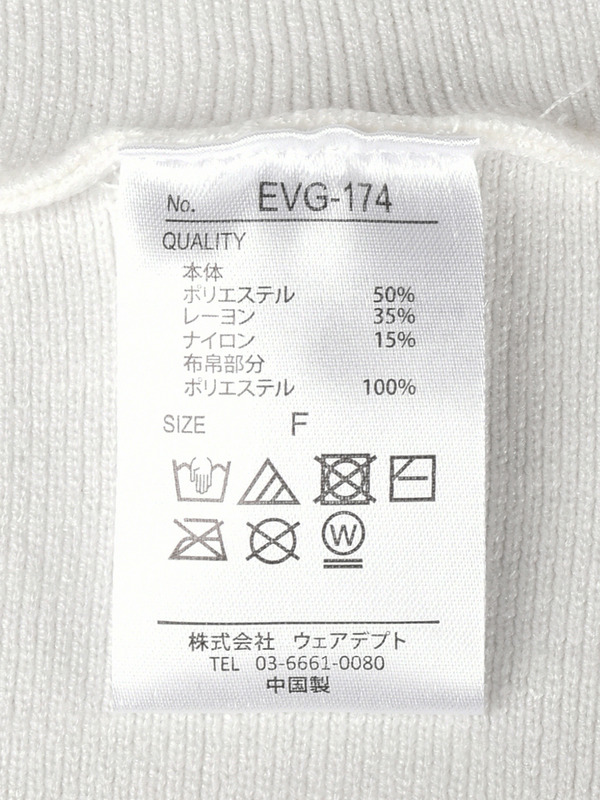 No. EVG-174
QUALITY
本体
ポリエステル 50%
レーヨン 35%
ナイロン 15%
布帛部分
ポリエステル 100%
SIZE F
W
株式会社 ウェアデプト
TEL 03-6661-0080
中国製